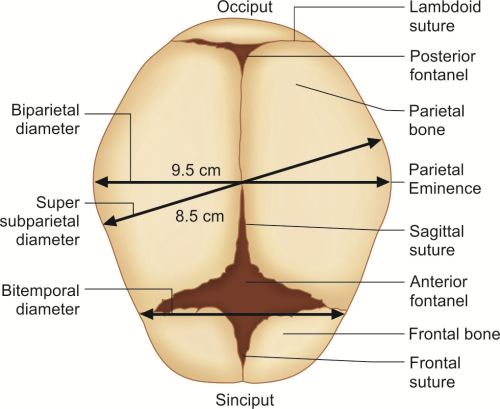 Occiput
Lambdoid
suture
Posterior
fontanel
Biparietal
diameter
Parietal
bone
9.5 cm
Parietal
Eminence
Super
subparietal
diameter
8.5 cm
Sagittal
suture
Bitemporal
diameter
Anterior
fontanel
Frontal bone
Frontal
suture
Sinciput